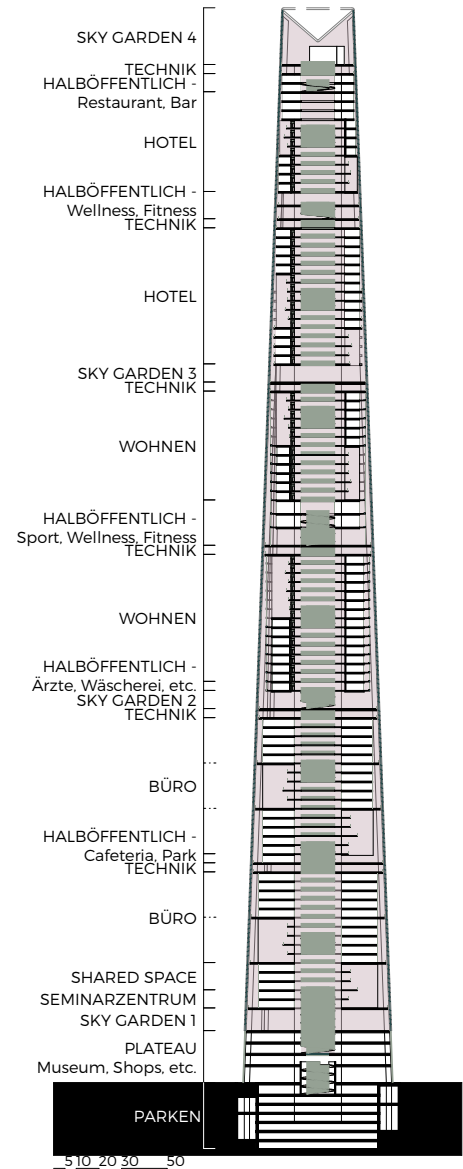 SKY GARDEN 4
TECHNIK
HALBÖFFENTLICH -
Restaurant, Bar
HOTEL
HALBÖFFENTLICH -
Wellness, Fitness
TECHNIK
HOTEL
SKY GARDEN 3
TECHNIK
WOHNEN
HALBÖFFENTLICH -
Sport, Wellness, Fitness
TECHNIK
WOHNEN
HALBÖFFENTLICH -
Ärzte, Wäscherei, etc.
SKY GARDEN 2
TECHNIK
BÜRO
HALBÖFFENTLICH -
Cafeteria, Park
TECHNIK
BÜRO
SHARED SPACE
SEMINARZENTRUM
SKY GARDEN 1
PLATEAU
Museum, Shops, etc.
PARKEN
5 10 20 30 50